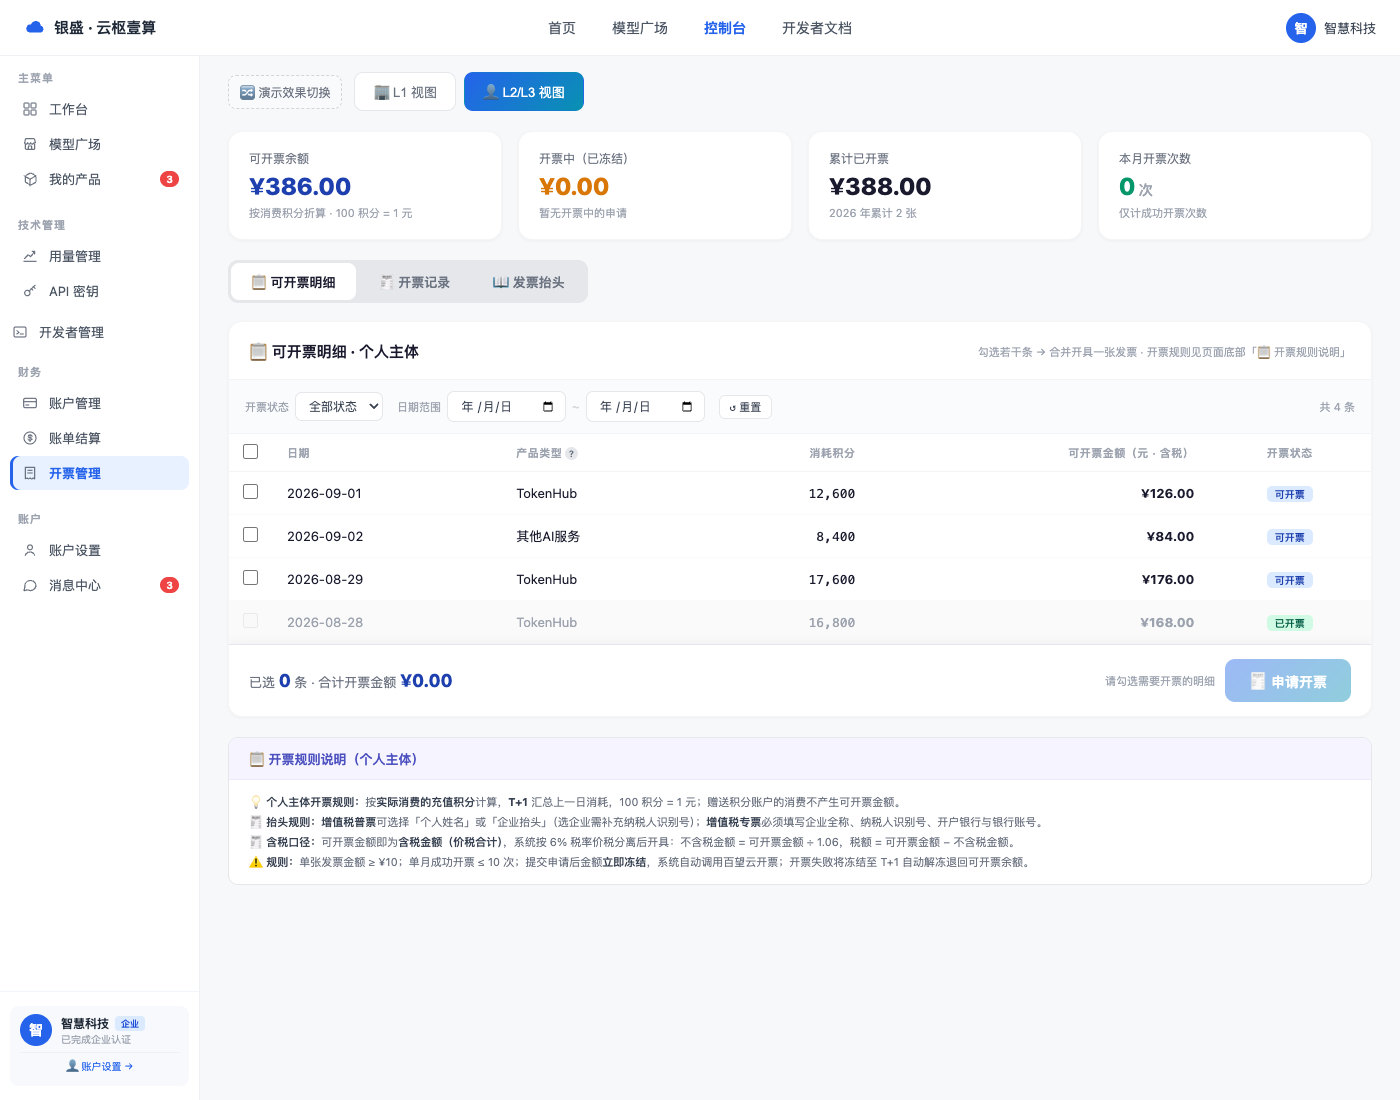 银盛 · 云枢壹算
首页 模型广场 控制台 开发者文档
智 智慧科技
主菜单
工作台
模型广场
我的产品 3
技术管理
用量管理
API 密钥
开发者管理
财务
账户管理
账单结算
开票管理
账户
账户设置
消息中心 3
智 智慧科技 企业
已完成企业认证
账户设置 →
演示效果切换 L1 视图 L2/L3 视图
可开票余额
¥386.00
按消费积分折算 · 100 积分 = 1 元
开票中（已冻结）
¥0.00
暂无开票中的申请
累计已开票
¥388.00
2026 年累计 2 张
本月开票次数
0 次
仅计成功开票次数
可开票明细 开票记录 发票抬头
可开票明细 · 个人主体
勾选若干条 → 合并开具一张发票 · 开票规则见页面底部「📋 开票规则说明」
开票状态 全部状态 日期范围 年 /月/日 ~ 年 /月/日 ↺ 重置 共 4 条
日期 产品类型 ? 消耗积分 可开票金额（元 · 含税） 开票状态
2026-09-01 TokenHub 12,600 ¥126.00 可开票
2026-09-02 其他AI服务 8,400 ¥84.00 可开票
2026-08-29 TokenHub 17,600 ¥176.00 可开票
2026-08-28 TokenHub 16,800 ¥168.00 已开票
已选 0 条 · 合计开票金额 ¥0.00
请勾选需要开票的明细 申请开票
开票规则说明（个人主体）
💡 个人主体开票规则：按实际消费的充值积分计算，T+1 汇总上一日消耗，100 积分 = 1 元；赠送积分账户的消费不产生可开票金额。
🧾 抬头规则：增值税普票可选择「个人姓名」或「企业抬头」（选企业需补充纳税人识别号）；增值税专票必须填写企业全称、纳税人识别号、开户银行与银行账号。
🧾 含税口径：可开票金额即为含税金额（价税合计），系统按 6% 税率价税分离后开具：不含税金额 = 可开票金额 ÷ 1.06，税额 = 可开票金额 − 不含税金额。
⚠️ 规则：单张发票金额 ≥ ¥10；单月成功开票 ≤ 10 次；提交申请后金额立即冻结，系统自动调用百望云开票；开票失败将冻结至 T+1 自动解冻退回可开票余额。